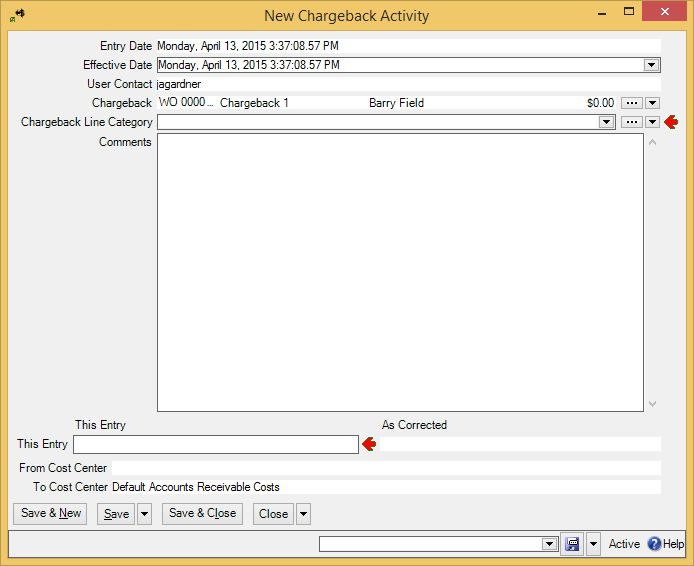 New Chargeback Activity
Entry Date Monday, April 13, 2015 3:37:08.57 PM
Effective Date Monday, April 13, 2015 3:37:08.57 PM
User Contact jagardner
Chargeback WO 0000 ... Chargeback 1 Barry Field $0.00 ...
Chargeback Line Category ...
Comments
This Entry As Corrected
This Entry
From Cost Center
To Cost Center Default Accounts Receivable Costs
Save & New Save Save & Close Close
Active ? Help